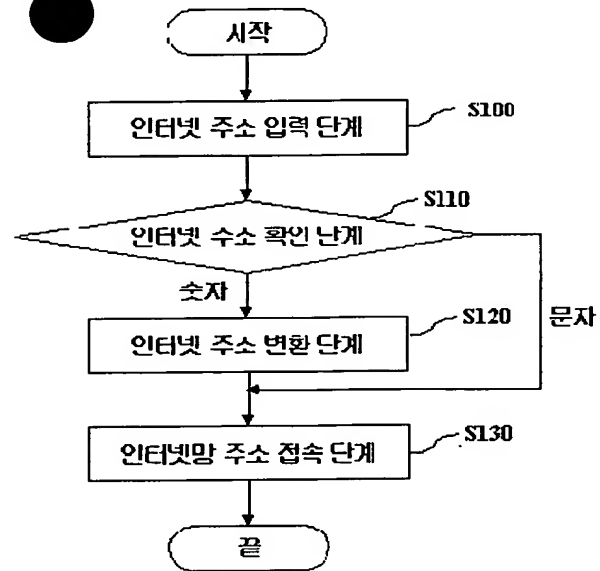 시작
인터넷 주소 입력 단계
S100
S110
인터넷 주소 확인 단계
숫자
문자
인터넷 주소 변환 단계
S120
인터넷망 주소 접속 단계
S130
끝